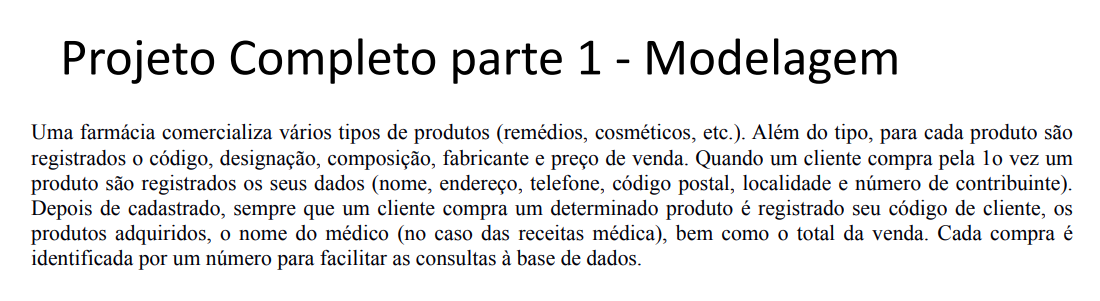 Projeto Completo parte 1 - Modelagem
Uma farmácia comercializa vários tipos de produtos (remédios, cosméticos, etc.). Além do tipo, para cada produto são
registrados o código, designação, composição, fabricante e preço de venda. Quando um cliente compra pela 1o vez um
produto são registrados os seus dados (nome, endereço, telefone, código postal, localidade e número de contribuinte).
Depois de cadastrado, sempre que um cliente compra um determinado produto é registrado seu código de cliente, os
produtos adquiridos, o nome do médico (no caso das receitas médica), bem como o total da venda. Cada compra é
identificada por um número para facilitar as consultas à base de dados.